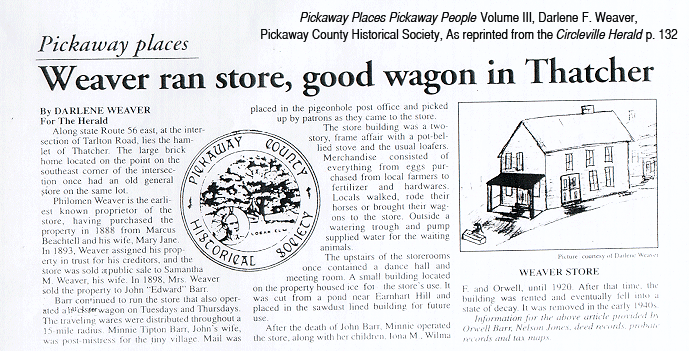 Pickaway Places Pickaway People Volume III, Darlene F. Weaver,
Pickaway County Historical Society, As reprinted from the Circleville Herald p. 132
Pickaway places
Weaver ran store, good wagon in Thatcher
By DARLENE WEAVER
For The Herald
Along state Route 56 east, at the inter-
section of Tarlton Road, lies the ham-
let of Thatcher. The large brick
home located on the point on the
southeast corner of the intersec-
tion once had an old general
store on the same lot.
Philomen Weaver is the earli-
est known proprietor of the
store, having purchased the
property in 1888 from Marcus
Beachtell and his wife, Mary Jane.
In 1893, Weaver assigned his prop-
erty in trust for his creditors, and the
store was sold at public sale to Samantha
M. Weaver, his wife. In 1898, Mrs. Weaver
sold the property to John "Edward" Barr.
Barr continued to run the store that also oper-
ated a huckster wagon on Tuesdays and Thursdays.
The traveling wares were distributed throughout a
15-mile radius. Minnie Tipton Barr, John's wife,
was post-mistress for the tiny village. Mail was
PICKAWAY COUNTY
LOGAN ELM
HISTORICAL SOCIETY
placed in the pigeonhole post office and picked
up by patrons as they came to the store.
The store building was a two-
story, frame affair with a pot-bel-
lied stove and the usual loafers.
Merchandise consisted of
everything from eggs pur-
chased from local farmers to
fertilizer and hardwares.
Locals walked, rode their
horses or brought their wag-
ons to the store. Outside a
watering trough and pump
supplied water for the waiting
animals.
The upstairs of the storerooms
once contained a dance hall and
meeting room. A small building located
on the property housed ice for the store's use. It
was cut from a pond near Earnhart Hill and
placed in the sawdust lined building for future
use.
After the death of John Barr, Minnie operated
the store, along with her children, Iona M., Wilma
Picture courtesy of Darlene Weaver
WEAVER STORE
F. and Orwell, until 1920. After that time, the
building was rented and eventually fell into a
state of decay. It was removed in the early 1940s.
Information for the above article provided by
Orwell Barr, Nelson Jones, deed records, probate
records and tax maps.